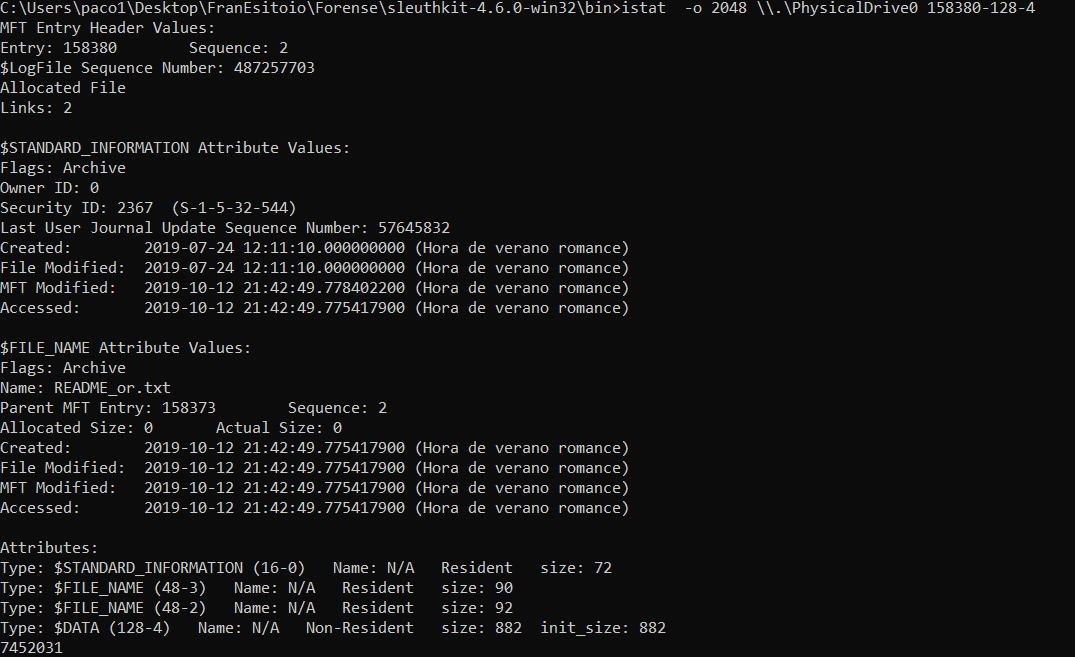 C:\Users\paco1\Desktop\FranEsitoio\Forense\sleuthkit-4.6.0-win32\bin>istat  -o 2048 \\.\PhysicalDrive0 158380-128-4
MFT Entry Header Values:
Entry: 158380        Sequence: 2
$LogFile Sequence Number: 487257703
Allocated File
Links: 2

$STANDARD_INFORMATION Attribute Values:
Flags: Archive
Owner ID: 0
Security ID: 2367  (S-1-5-32-544)
Last User Journal Update Sequence Number: 57645832
Created:        2019-07-24 12:11:10.000000000 (Hora de verano romance)
File Modified:  2019-07-24 12:11:10.000000000 (Hora de verano romance)
MFT Modified:   2019-10-12 21:42:49.778402200 (Hora de verano romance)
Accessed:       2019-10-12 21:42:49.775417900 (Hora de verano romance)

$FILE_NAME Attribute Values:
Flags: Archive
Name: README_or.txt
Parent MFT Entry: 158373        Sequence: 2
Allocated Size: 0       Actual Size: 0
Created:        2019-10-12 21:42:49.775417900 (Hora de verano romance)
File Modified:  2019-10-12 21:42:49.775417900 (Hora de verano romance)
MFT Modified:   2019-10-12 21:42:49.775417900 (Hora de verano romance)
Accessed:       2019-10-12 21:42:49.775417900 (Hora de verano romance)

Attributes:
Type: $STANDARD_INFORMATION (16-0)   Name: N/A   Resident   size: 72
Type: $FILE_NAME (48-3)   Name: N/A   Resident   size: 90
Type: $FILE_NAME (48-2)   Name: N/A   Resident   size: 92
Type: $DATA (128-4)   Name: N/A   Non-Resident   size: 882  init_size: 882
7452031